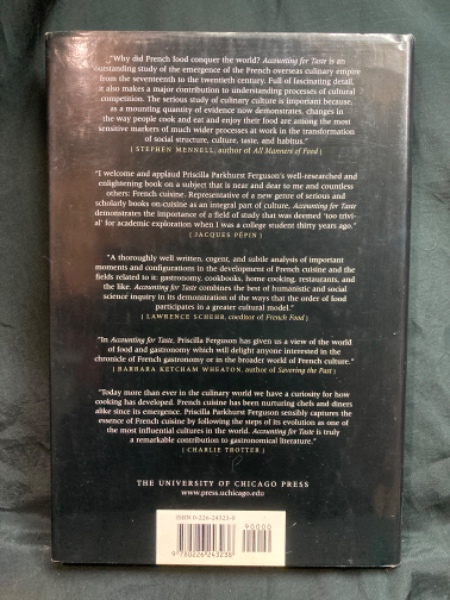 "Why did French food conquer the world? Accounting for Taste is an
outstanding study of the emergence of the French overseas culinary empire
from the seventeenth to the twentieth century. Full of fascinating detail,
it also makes a major contribution to understanding processes of cultural
competition. The serious study of culinary culture is important because,
as a mounting quantity of evidence now demonstrates, changes in
the way people cook and eat and enjoy their food are among the most
sensitive markers of much wider processes at work in the transformation
of social structure, culture, taste, and habitus."
[ STEPHEN MENNELL, author of All Manners of Food ]
"I welcome and applaud Priscilla Parkhurst Ferguson's well-researched and
enlightening book on a subject that is near and dear to me and countless
others: French cuisine. Representative of a new genre of serious and
scholarly books on cuisine as an integral part of culture, Accounting for Taste
demonstrates the importance of a field of study that was deemed 'too trivi-
al' for academic exploration when I was a college student thirty years ago."
[ JACQUES PÉPIN ]
"A thoroughly well written, cogent, and subtle analysis of important
moments and configurations in the development of French cuisine and the
fields related to it: gastronomy, cookbooks, home cooking, restaurants, and
the like. Accounting for Taste combines the best of humanistic and social
science inquiry in its demonstration of the ways that the order of food
participates in a greater cultural model."
[ LAWRENCE SCHEHR, coeditor of French Food ]
"In Accounting for Taste, Priscilla Ferguson has given us a view of the world
of food and gastronomy which will delight anyone interested in the
chronicle of French gastronomy or in the broader world of French culture."
[ BARBARA KETCHAM WHEATON, author of Savoring the Past ]
"Today more than ever in the culinary world we have a curiosity for how
cooking has developed. French cuisine has been nurturing chefs and diners
alike since its emergence. Priscilla Parkhurst Ferguson sensibly captures the
essence of French cuisine by following the steps of its evolution as one of
the most influential cultures in the world. Accounting for Taste is truly
a remarkable contribution to gastronomical literature."
[ CHARLIE TROTTER ]
THE UNIVERSITY OF CHICAGO PRESS
www.press.uchicago.edu
ISBN 0-226-24323-0
90000
9 780226 243238